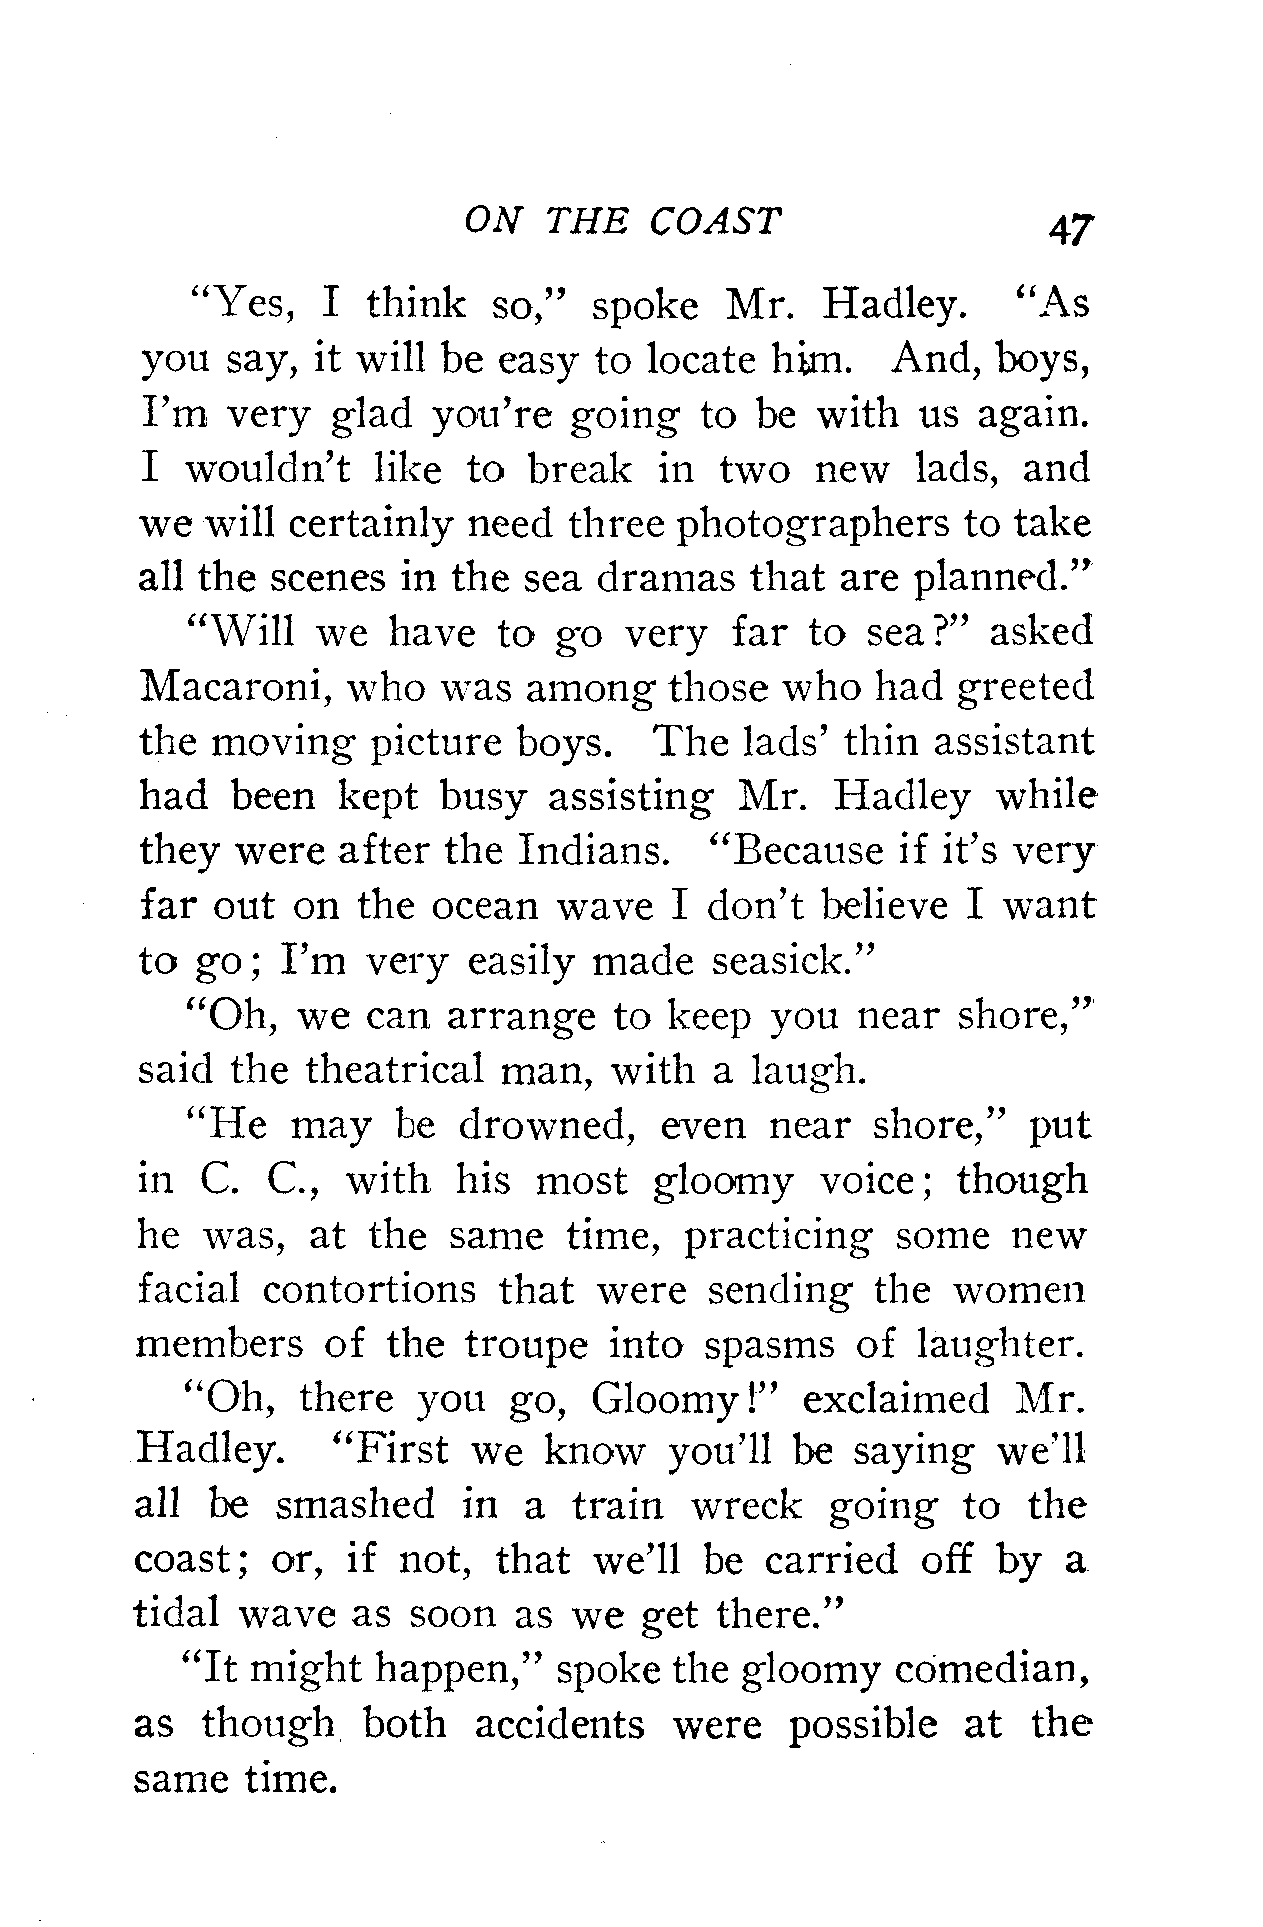 ON THE COAST 47
“Yes, I think so,” spoke Mr. Hadley. “As
you say, it will be easy to locate him. And, boys,
I’m very glad you’re going to be with us again.
I wouldn’t like to break in two new lads, and
we will certainly need three photographers to take
all the scenes in the sea dramas that are planned.”
“Will we have to go very far to sea?” asked
Macaroni, who was among those who had greeted
the moving picture boys. The lads’ thin assistant
had been kept busy assisting Mr. Hadley while
they were after the Indians. “Because if it’s very
far out on the ocean wave I don’t believe I want
to go; I’m very easily made seasick.”
“Oh, we can arrange to keep you near shore,”
said the theatrical man, with a laugh.
“He may be drowned, even near shore,” put
in C. C., with his most gloomy voice; though
he was, at the same time, practicing some new
facial contortions that were sending the women
members of the troupe into spasms of laughter.
“Oh, there you go, Gloomy!” exclaimed Mr.
Hadley. “First we know you’ll be saying we’ll
all be smashed in a train wreck going to the
coast; or, if not, that we’ll be carried off by a
tidal wave as soon as we get there.”
“It might happen,” spoke the gloomy comedian,
as though both accidents were possible at the
same time.